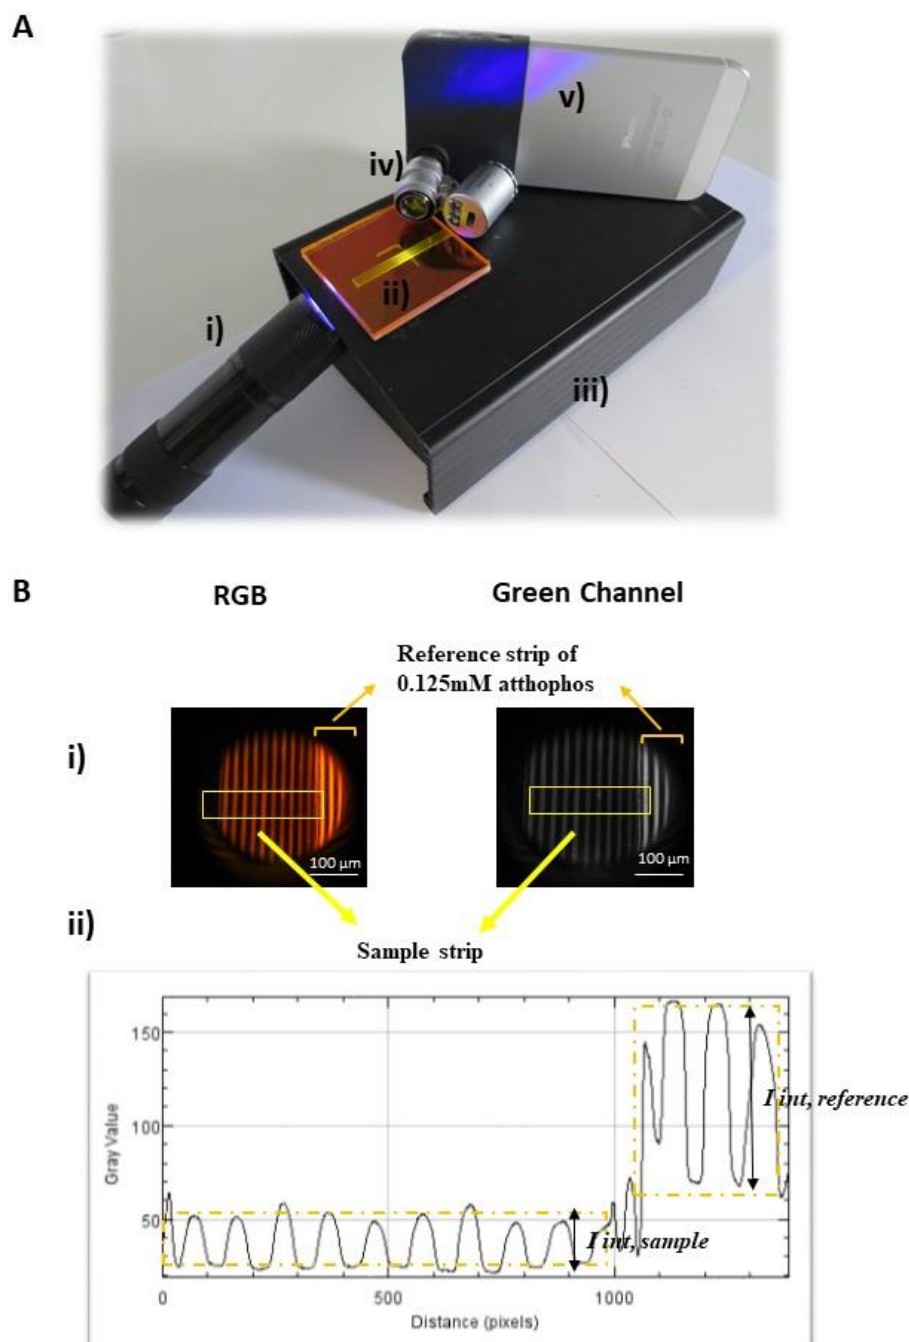 A
iv)
v)
iPhone
i)
ii)
iii)
B
RGB
Green Channel
Reference strip of
0.125mM atthophos
i)
100 μm
100 μm
ii)
Sample strip
150
100
50
Gray Value
I int, reference
I int, sample
0
500
1000
Distance (pixels)